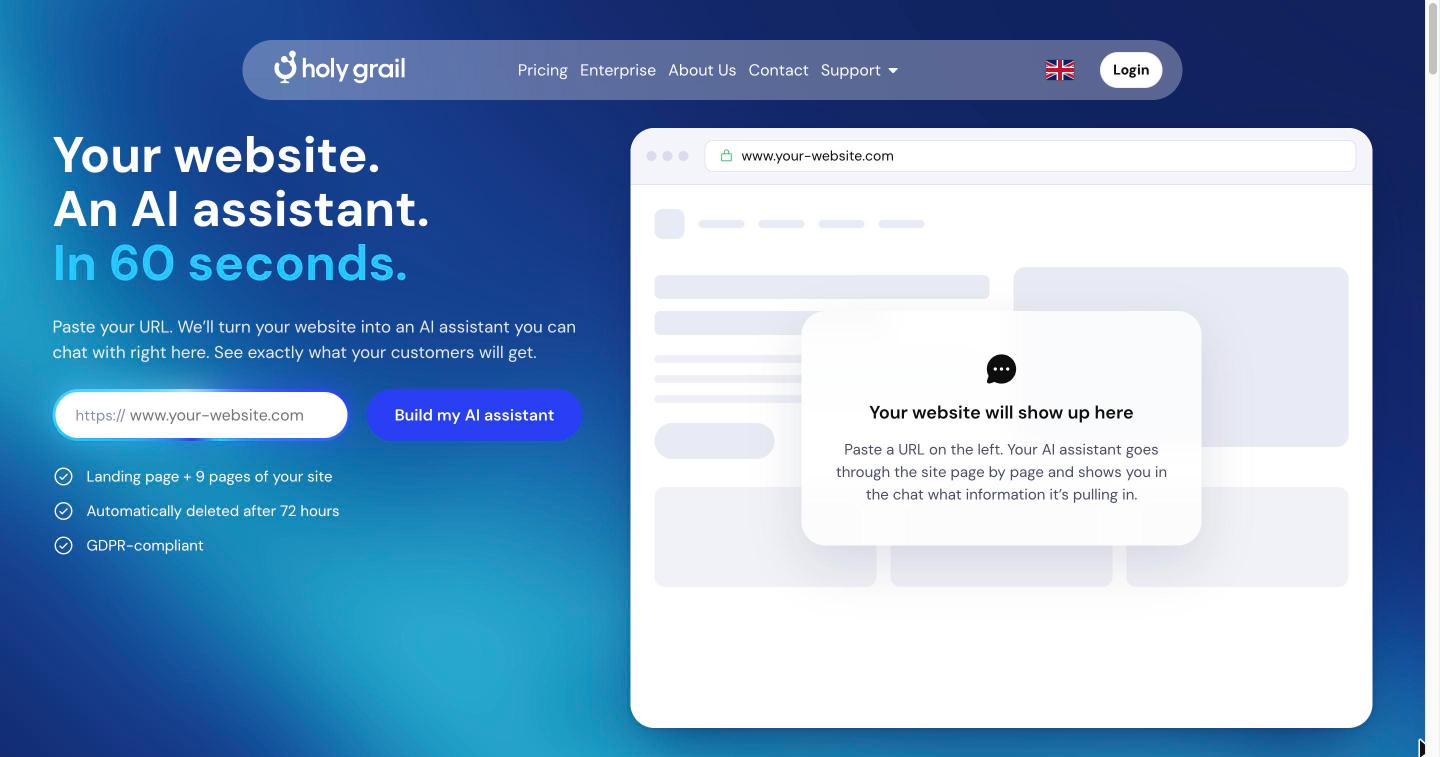 holy grail
Pricing Enterprise About Us Contact Support
Login
Your website.
An AI assistant.
In 60 seconds.
Paste your URL. We’ll turn your website into an AI assistant you can
chat with right here. See exactly what your customers will get.
https:// www.your-website.com
Build my AI assistant
Landing page + 9 pages of your site
Automatically deleted after 72 hours
GDPR-compliant
www.your-website.com
Your website will show up here
Paste a URL on the left. Your AI assistant goes
through the site page by page and shows you in
the chat what information it’s pulling in.